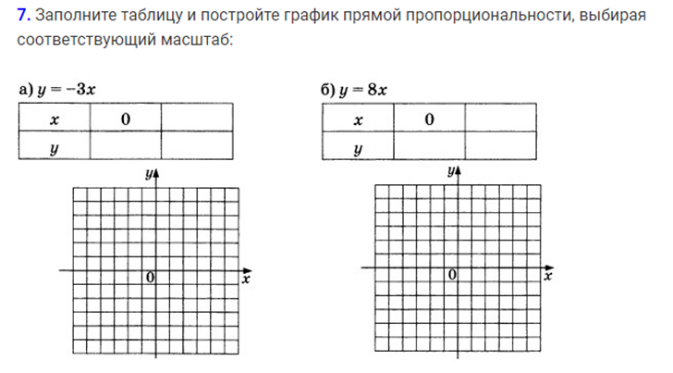 7. Заполните таблицу и постройте график прямой пропорциональности, выбирая
соответствующий масштаб:
а) y = −3x
б) y = 8x
x 0
y
x 0
y
y
0
x
y
0
x